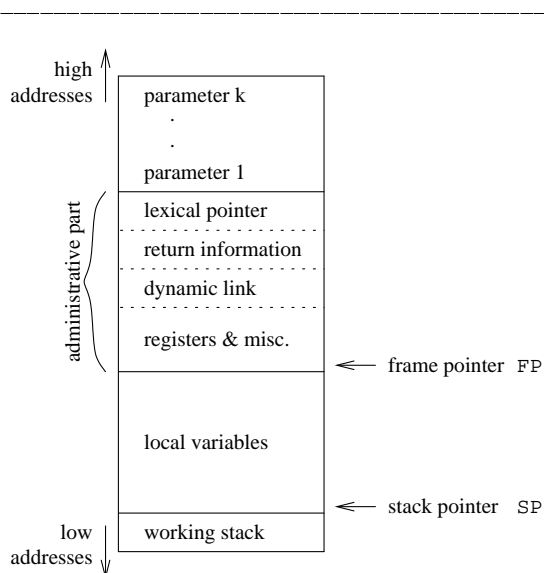 high
addresses
parameter k
.
.
parameter 1
administrative part
lexical pointer
return information
dynamic link
registers & misc.
frame pointer FP
local variables
stack pointer SP
low
addresses
working stack